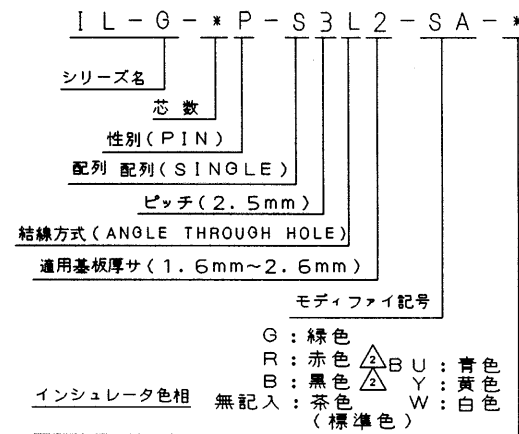 IL-G-*P-S3L2-SA-*
シリーズ名
芯数
性別(PIN)
配列 配列(SINGLE)
ピッチ(2.5mm)
結線方式(ANGLE THROUGH HOLE)
適用基板厚サ(1.6mm~2.6mm)
モディファイ記号
G:緑色
R:赤色 2 BU:青色
B:黒色 2 Y:黄色
インシュレータ色相 無記入:茶色 W:白色
(標準色)